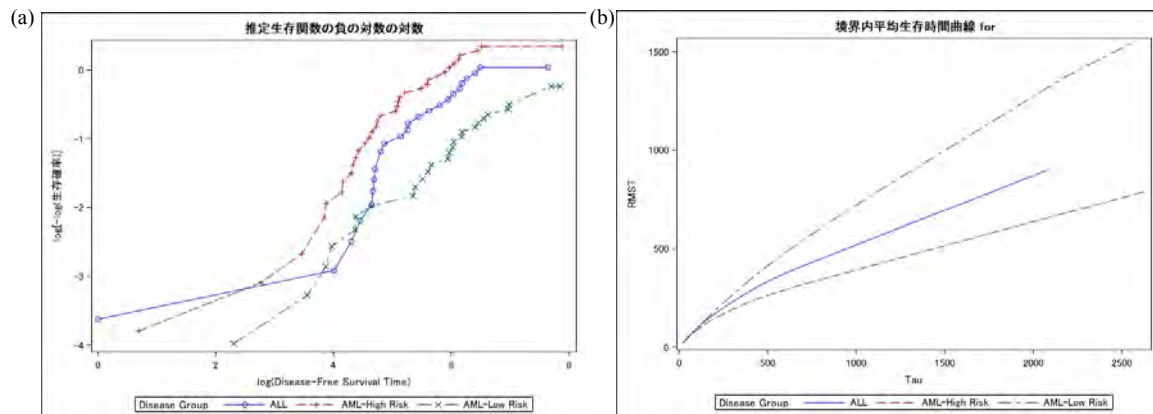 (a)
推定生存関数の負の対数の対数
log[-log(生存確率)]
0
-1
-2
-3
-4
0 2 4 6 8
log(Disease-Free Survival Time)
Disease Group ALL AML-High Risk AML-Low Risk
(b)
境界内平均生存時間曲線 for
RMST
1500
1000
500
0
0 500 1000 1500 2000 2500
Tau
Disease Group ALL AML-High Risk AML-Low Risk